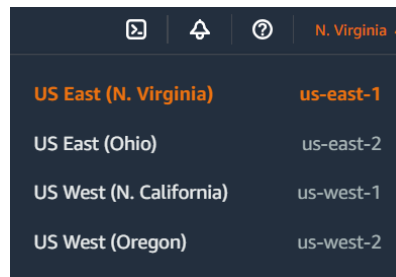 N. Virginia
US East (N. Virginia) us-east-1
US East (Ohio) us-east-2
US West (N. California) us-west-1
US West (Oregon) us-west-2